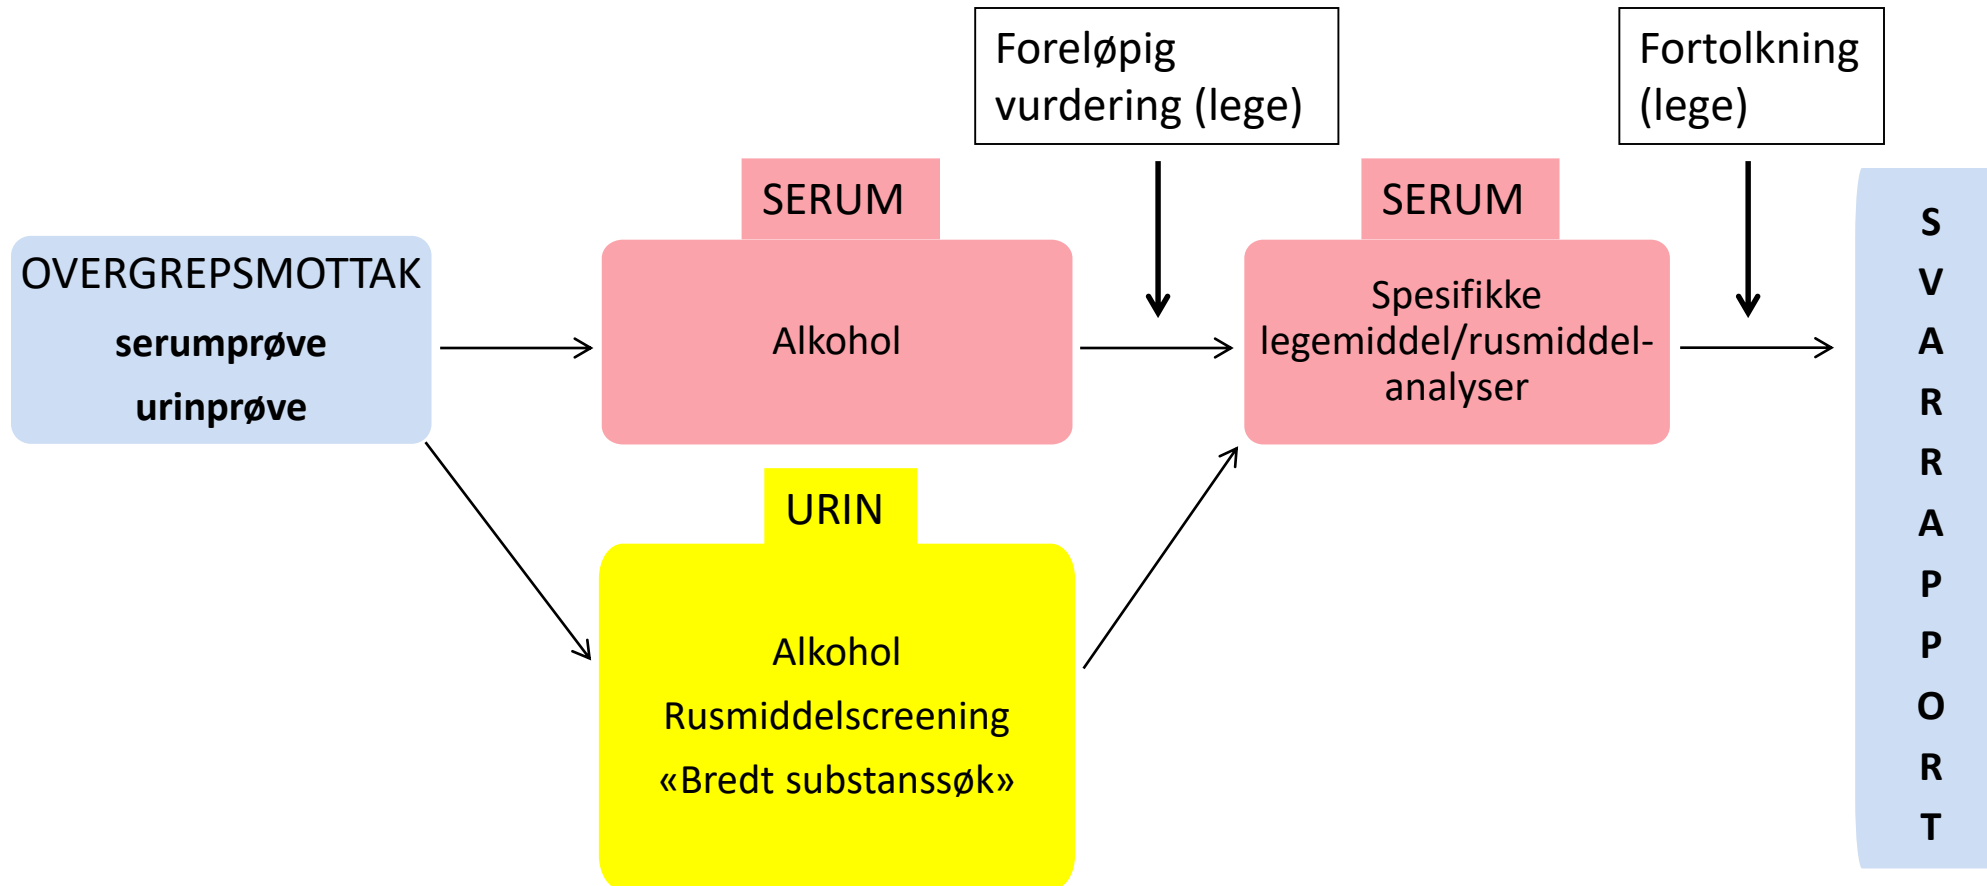 Foreløpig
vurdering (lege)
Fortolkning
(lege)
SERUM
SERUM
OVERGREPSMOTTAK
serumprøve
urinprøve
Alkohol
Spesifikke
legemiddel/rusmiddel-
analyser
URIN
Alkohol
Rusmiddelscreening
«Bredt substanssøk»
S
V
A
R
R
A
P
P
O
R
T